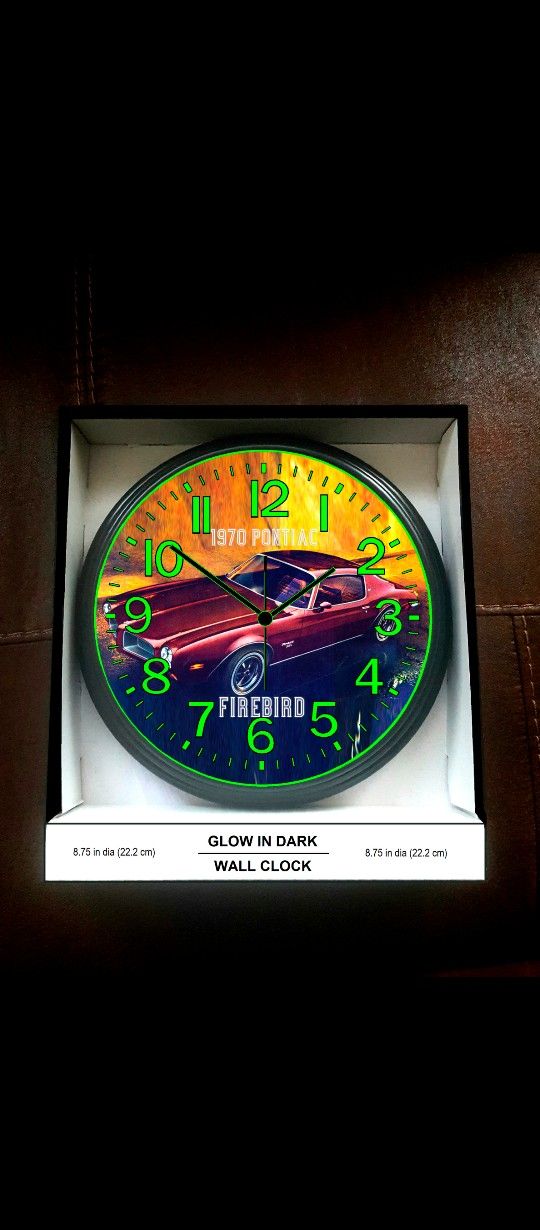 12
11
1
1970 PONTIAC
10
2
9
3
8
4
FIREBIRD
7
5
6
GLOW IN DARK
8.75 in dia (22.2 cm)
8.75 in dia (22.2 cm)
WALL CLOCK